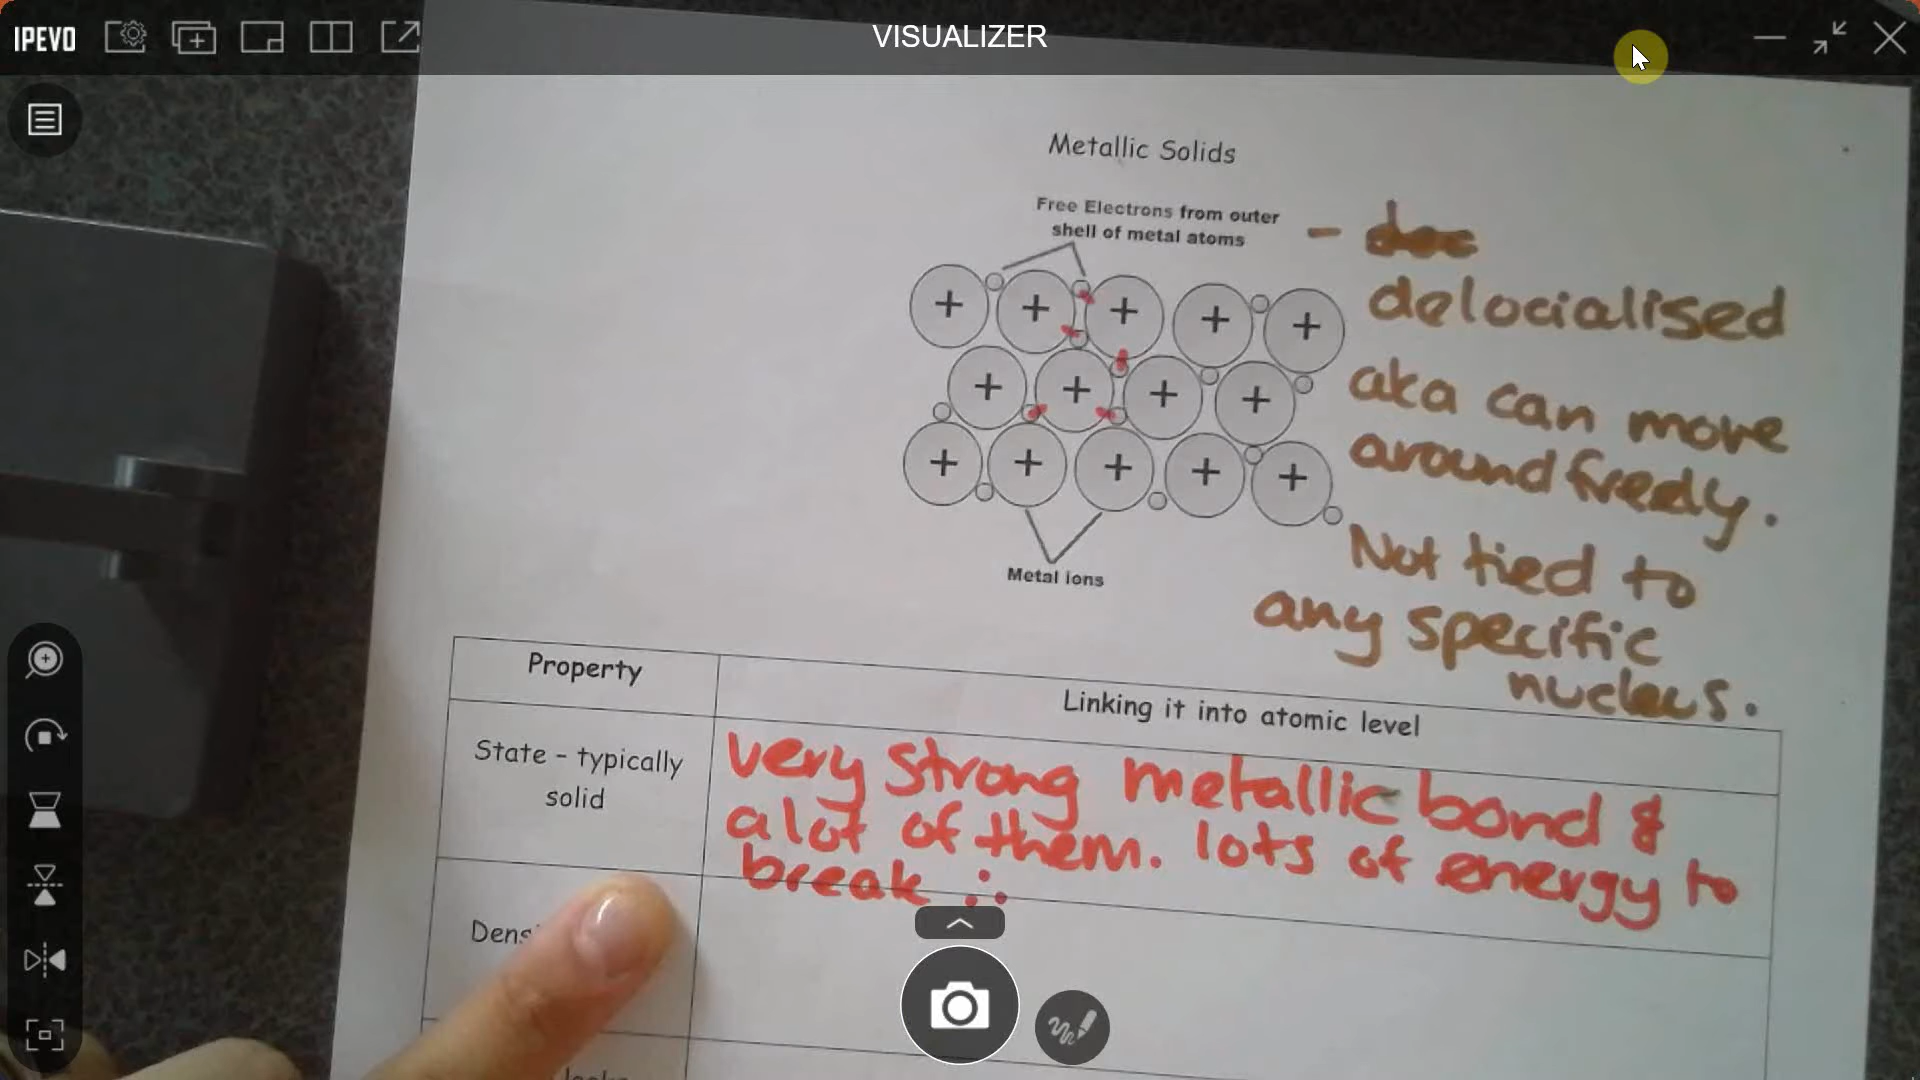 IPEVO
VISUALIZER
Metallic Solids
Free Electrons from outer
shell of metal atoms
-
delocialised
aka can move
around freely.
Not tied to
any specific
nucleus.
+ + + + +
+ + + +
+ + + + +
Metal ions
Property
Linking it into atomic level
State - typically
solid
very strong metallic bond &
a lot of them. lots of energy to
break ∴